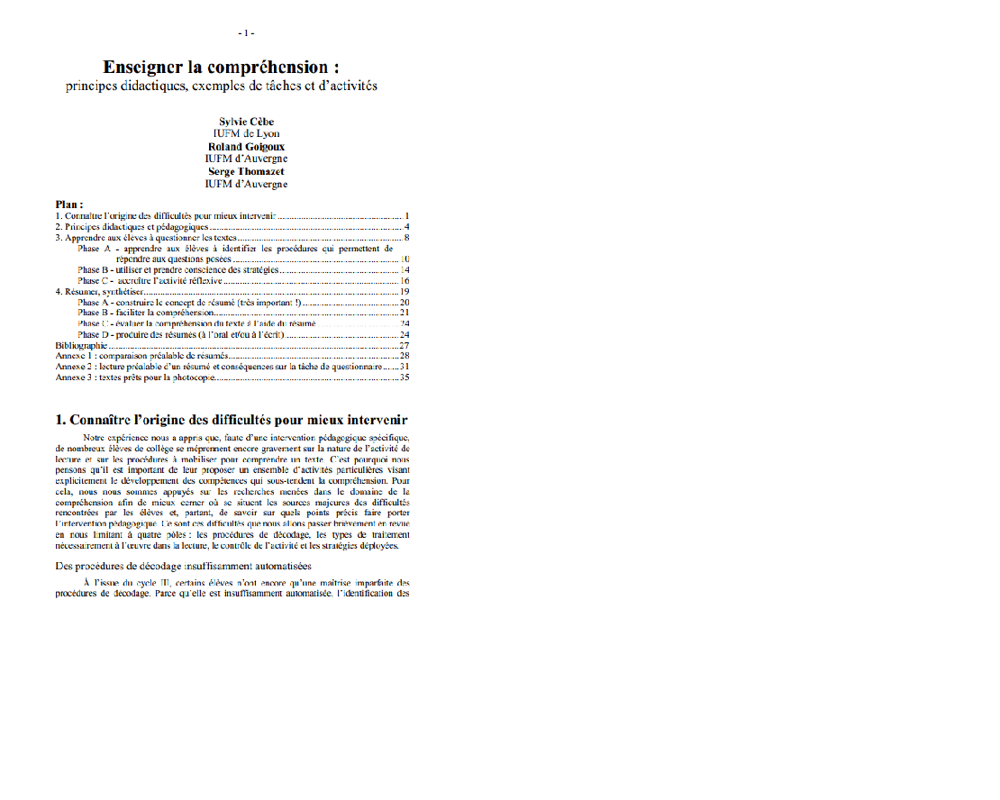 - 1 -
Enseigner la compréhension :
principes didactiques, exemples de tâches et d'activités
Sylvie Cèbe
IUFM de Lyon
Roland Goigoux
IUFM d'Auvergne
Serge Thomazet
IUFM d'Auvergne
Plan :
1. Connaître l'origine des difficultés pour mieux intervenir ........ 1
2. Principes didactiques et pédagogiques ........ 4
3. Apprendre aux élèves à questionner les textes ........ 8
Phase A - apprendre aux élèves à identifier les procédures qui permettent de
répondre aux questions posées ........ 10
Phase B - utiliser et prendre conscience des stratégies ........ 14
Phase C - accroître l'activité réflexive ........ 16
4. Résumer, synthétiser ........ 19
Phase A - construire le concept de résumé (très important !) ........ 20
Phase B - faciliter la compréhension ........ 21
Phase C - évaluer la compréhension du texte à l'aide du résumé ........ 24
Phase D - produire des résumés (à l'oral et/ou à l'écrit) ........ 24
Bibliographie ........ 27
Annexe 1 : comparaison préalable de résumés ........ 28
Annexe 2 : lecture préalable d'un résumé et conséquences sur la tâche de questionnaire ...... 31
Annexe 3 : textes prêts pour la photocopie ........ 35
1. Connaître l'origine des difficultés pour mieux intervenir
Notre expérience nous a appris que, faute d'une intervention pédagogique spécifique,
de nombreux élèves de collège se méprennent encore gravement sur la nature de l'activité de
lecture et sur les procédures à mobiliser pour comprendre un texte. C'est pourquoi nous
pensons qu'il est important de leur proposer un ensemble d'activités particulières visant
explicitement le développement des compétences qui sous-tendent la compréhension. Pour
cela, nous nous sommes appuyés sur les recherches menées dans le domaine de la
compréhension afin de mieux cerner où se situent les sources majeures des difficultés
rencontrées par les élèves et, partant, de savoir sur quels points précis faire porter
l'intervention pédagogique. Ce sont ces difficultés que nous allons passer brièvement en revue
en nous limitant à quatre pôles : les procédures de décodage, les types de traitement
nécessairement à l'œuvre dans la lecture, le contrôle de l'activité et les stratégies déployées.
Des procédures de décodage insuffisamment automatisées
À l'issue du cycle III, certains élèves n'ont encore qu'une maîtrise imparfaite des
procédures de décodage. Parce qu'elle est insuffisamment automatisée, l'identification des